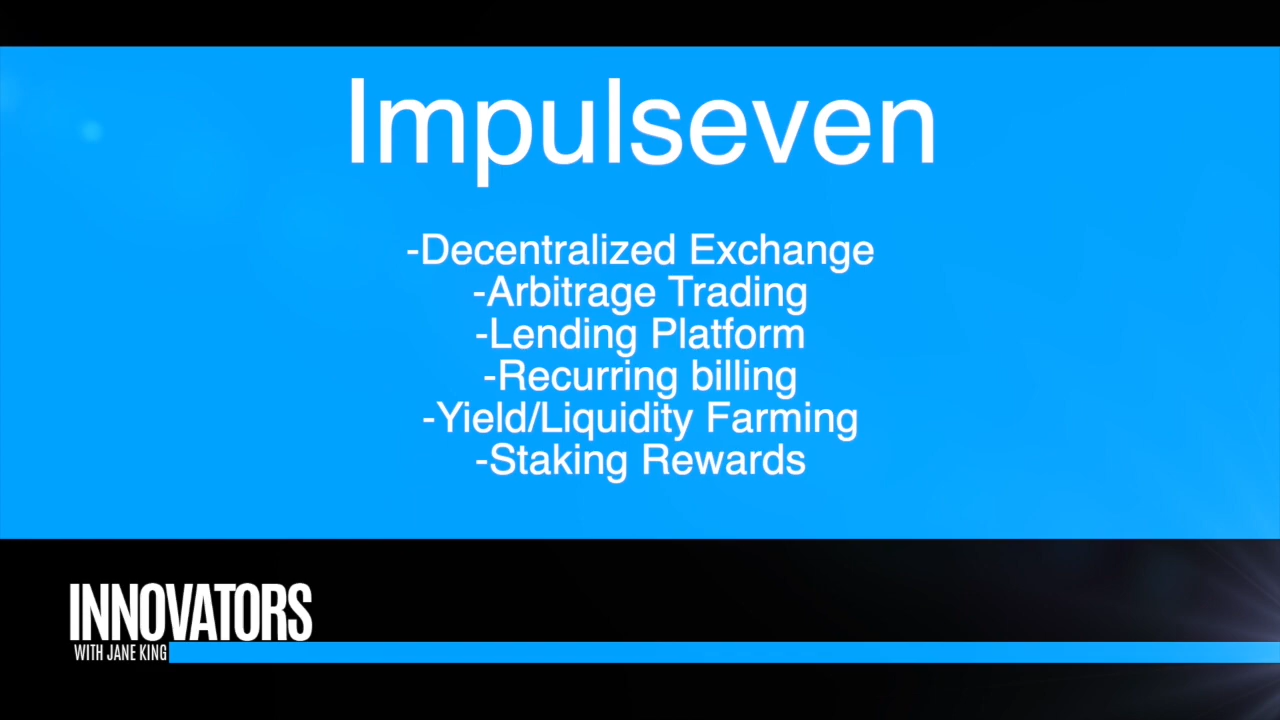 Impulseven
-Decentralized Exchange
-Arbitrage Trading
-Lending Platform
-Recurring billing
-Yield/Liquidity Farming
-Staking Rewards
INNOVATORS
WITH JANE KING